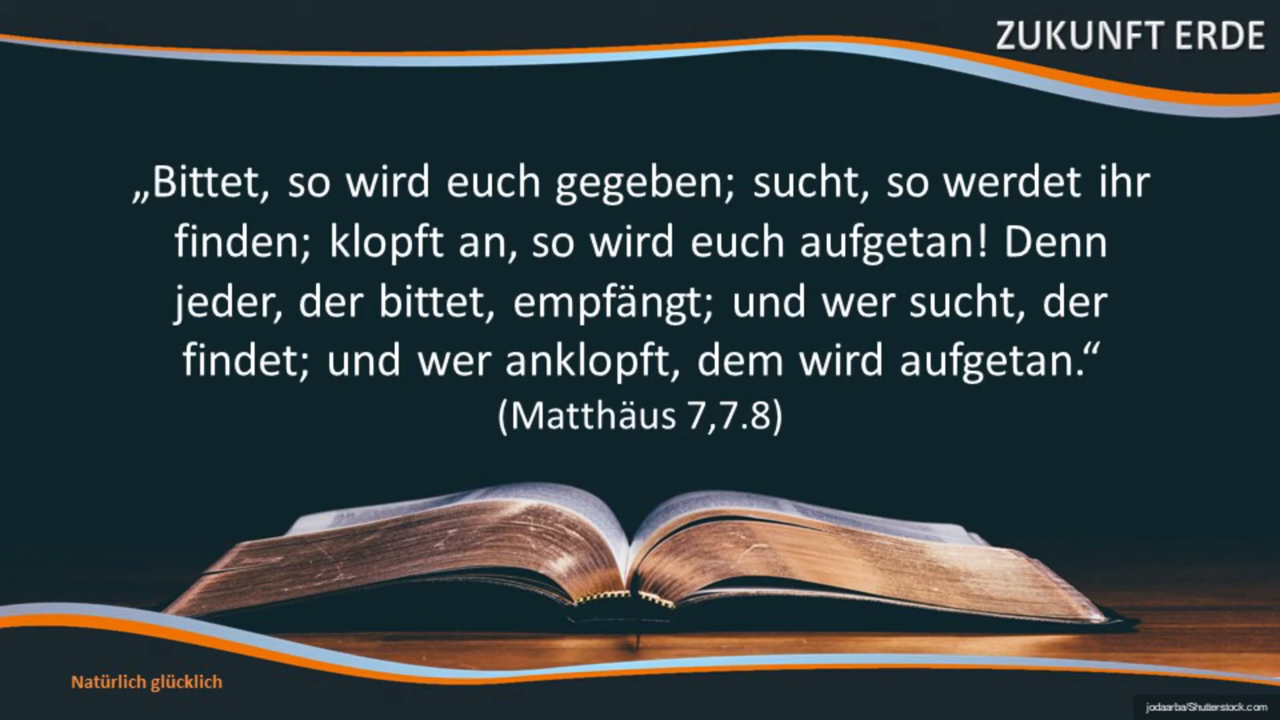 ZUKUNFT ERDE
„Bittet, so wird euch gegeben; sucht, so werdet ihr
finden; klopft an, so wird euch aufgetan! Denn
jeder, der bittet, empfängt; und wer sucht, der
findet; und wer anklopft, dem wird aufgetan.“
(Matthäus 7,7.8)
Natürlich glücklich
jodaarba/Shutterstock.com